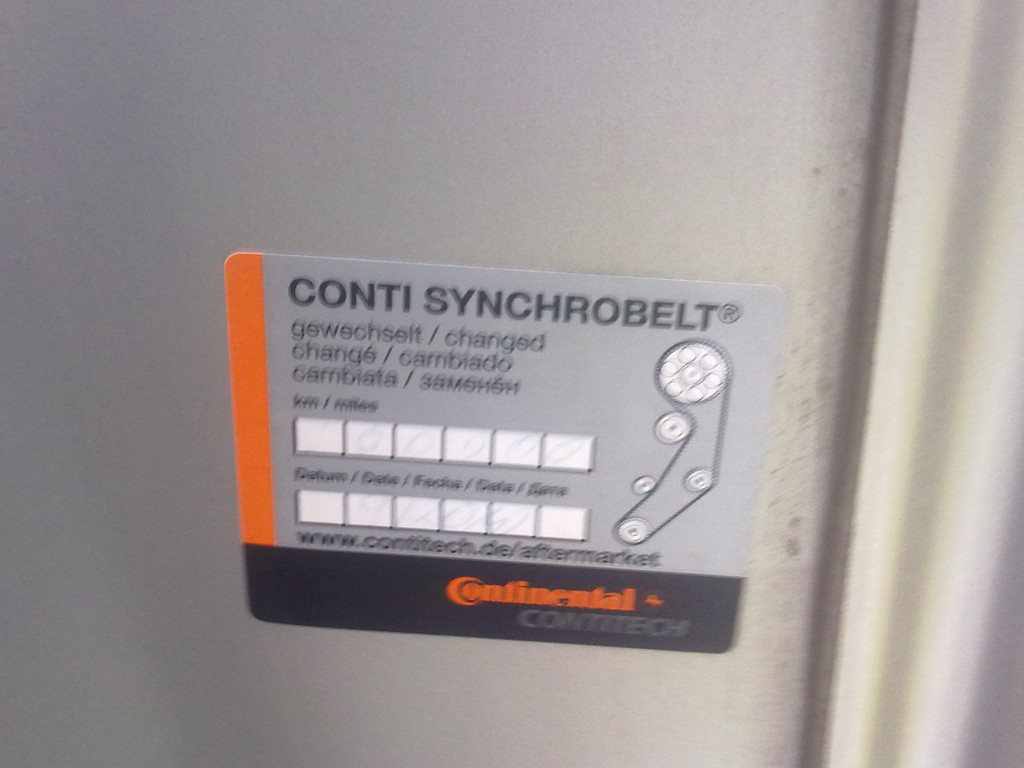 CONTI SYNCHROBELT®
gewechselt / changed
changé / cambiado
cambiata / заменён
km / miles
Datum / Date / Fecha / Data / Дата
www.contitech.de/aftermarket
Continental
CONTITECH